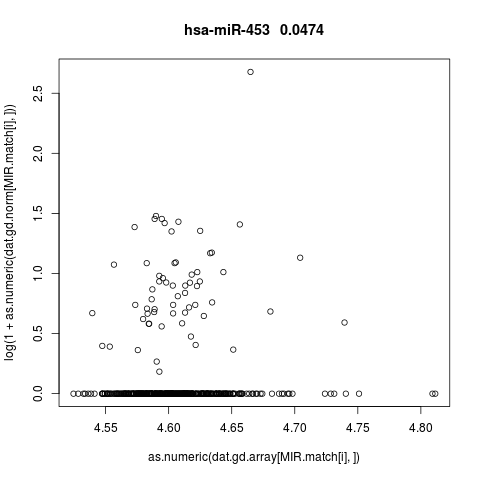 hsa-miR-453 0.0474
log(1 + as.numeric(dat.gd.norm[MIR.match[i], ]))
2.5
2.0
1.5
1.0
0.5
0.0
4.55 4.60 4.65 4.70 4.75 4.80
as.numeric(dat.gd.array[MIR.match[i], ])